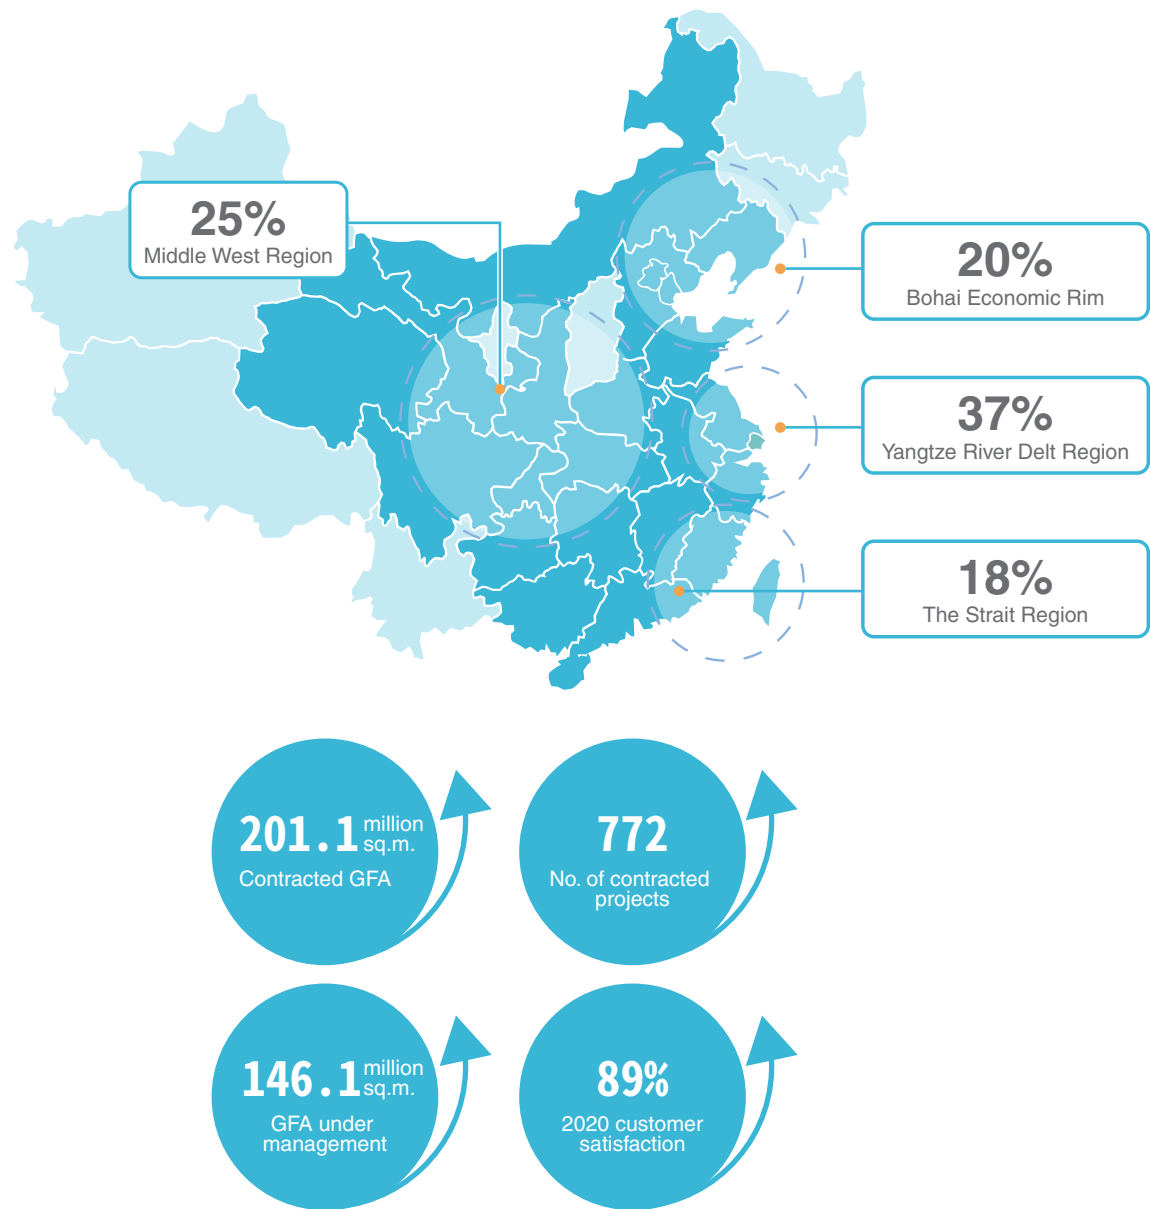 25%
Middle West Region
20%
Bohai Economic Rim
37%
Yangtze River Delt Region
18%
The Strait Region
201.1 million
sq.m.
Contracted GFA
772
No. of contracted
projects
146.1 million
sq.m.
GFA under
management
89%
2020 customer
satisfaction